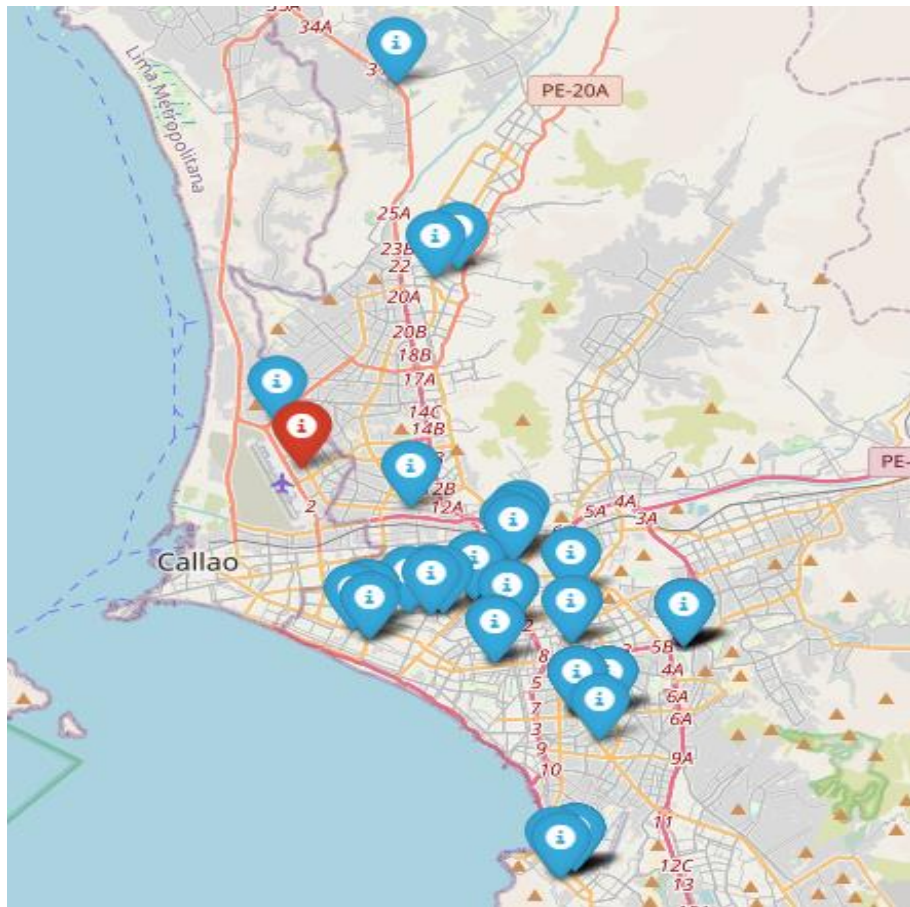 34A
Lima Metropolitana
PE-20A
25A
23B
22
20A
20B
18B
17A
14C
14B
2B
12A
2
4A
5A
3A
PE-
Callao
2
5B
8
4A
5
6A
7
6A
3
9
9A
10
11
12C
13